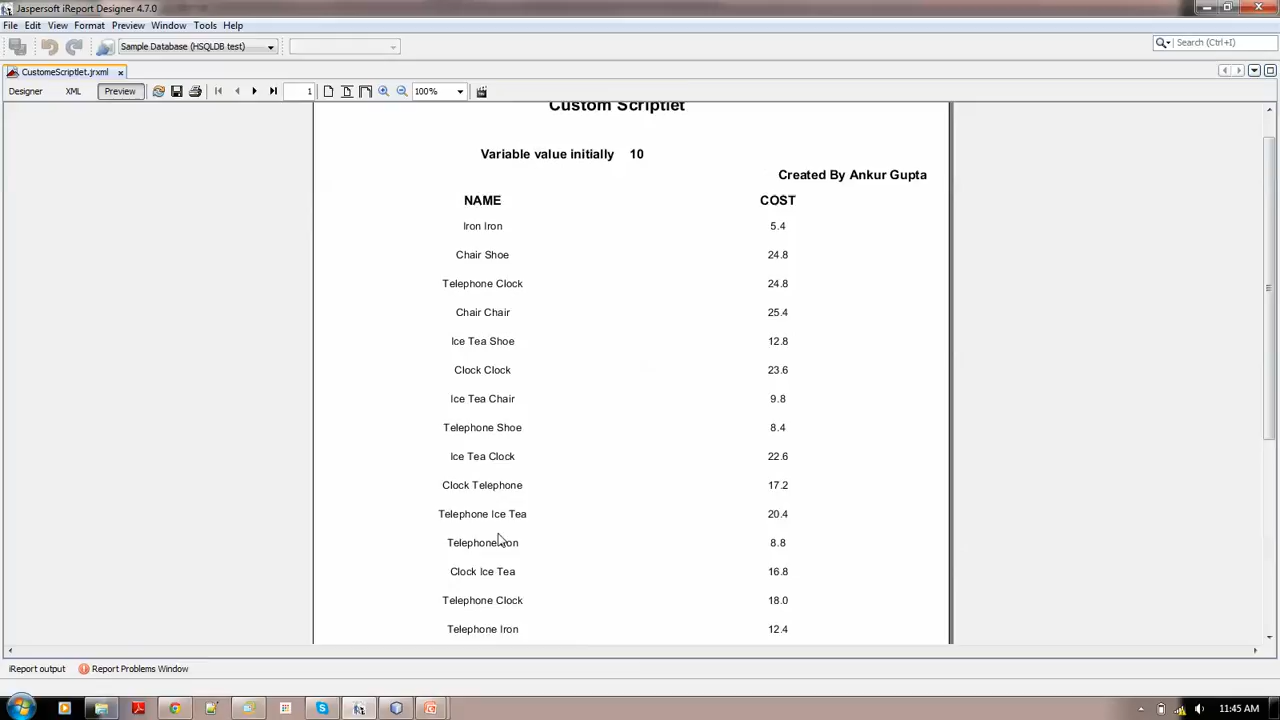 Jaspersoft iReport Designer 4.7.0
File Edit View Format Preview Window Tools Help
Sample Database (HSQLDB test)
Search (Ctrl+I)
CustomeScriptlet.jrxml
Designer XML Preview 1 100%
Custom Scriptlet
Variable value initially 10
Created By Ankur Gupta
NAME COST
Iron Iron 5.4
Chair Shoe 24.8
Telephone Clock 24.8
Chair Chair 25.4
Ice Tea Shoe 12.8
Clock Clock 23.6
Ice Tea Chair 9.8
Telephone Shoe 8.4
Ice Tea Clock 22.6
Clock Telephone 17.2
Telephone Ice Tea 20.4
Telephone Iron 8.8
Clock Ice Tea 16.8
Telephone Clock 18.0
Telephone Iron 12.4
iReport output Report Problems Window
11:45 AM